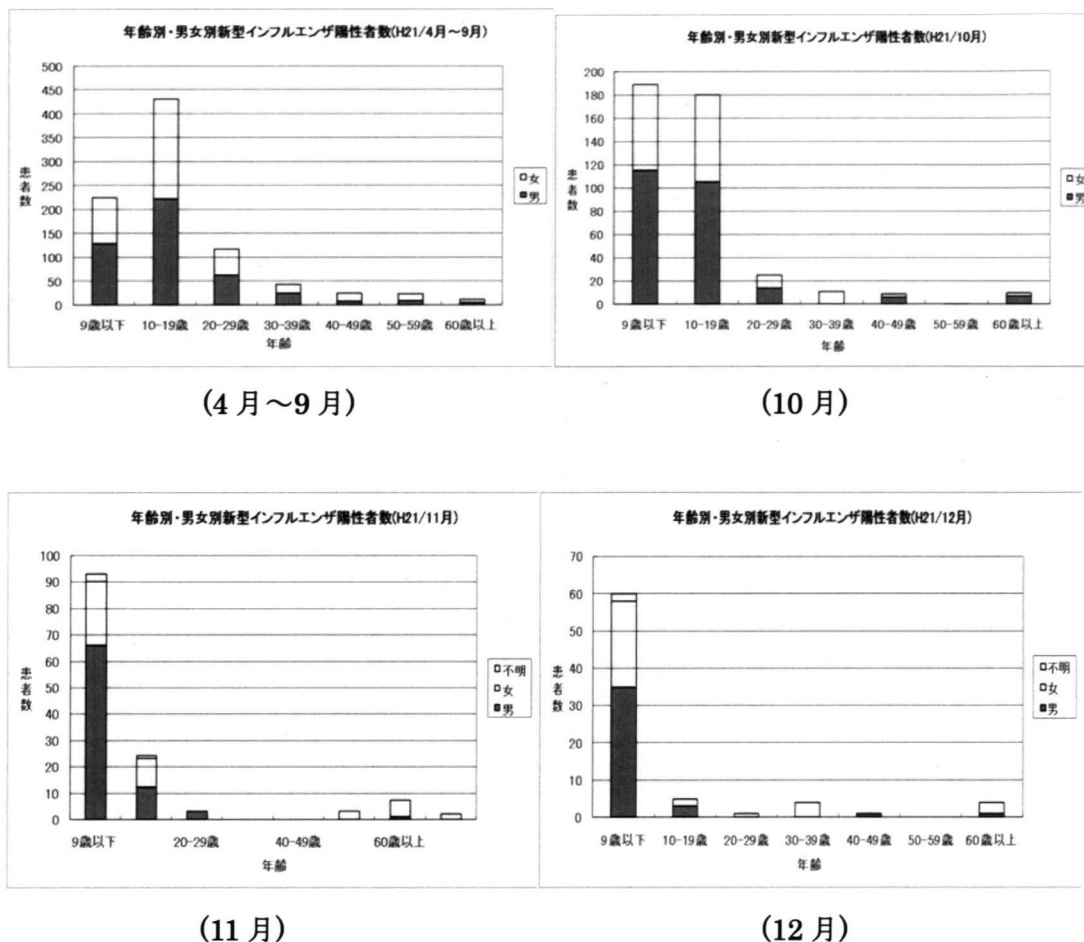 年齢別・男女別新型インフルエンザ陽性者数(H21/4月～9月)
500
450
400
350
300
250
200
150
100
50
0
患者数
□女
■男
9歳以下 10-19歳 20-29歳 30-39歳 40-49歳 50-59歳 60歳以上
年齢
(4 月～9 月)
年齢別・男女別新型インフルエンザ陽性者数(H21/10月)
200
180
160
140
120
100
80
60
40
20
0
患者数
□女
■男
9歳以下 10-19歳 20-29歳 30-39歳 40-49歳 50-59歳 60歳以上
年齢
(10 月)
年齢別・男女別新型インフルエンザ陽性者数(H21/11月)
100
90
80
70
60
50
40
30
20
10
0
患者数
□不明
□女
■男
9歳以下 20-29歳 40-49歳 60歳以上
年齢
(11 月)
年齢別・男女別新型インフルエンザ陽性者数(H21/12月)
70
60
50
40
30
20
10
0
患者数
□不明
□女
■男
9歳以下 10-19歳 20-29歳 30-39歳 40-49歳 50-59歳 60歳以上
年齢
(12 月)